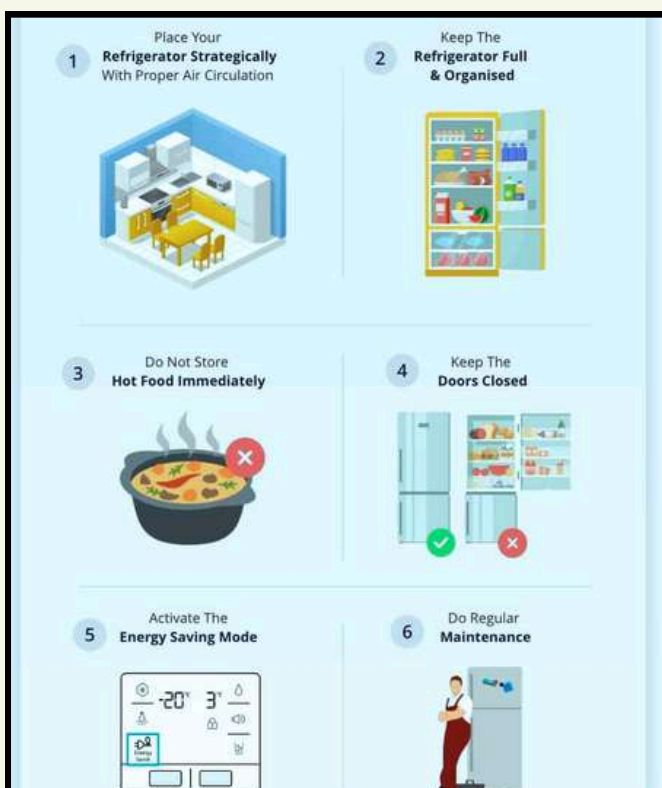 1
Place Your
Refrigerator Strategically
With Proper Air Circulation
2
Keep The
Refrigerator Full
& Organised
3
Do Not Store
Hot Food Immediately
4
Keep The
Doors Closed
5
Activate The
Energy Saving Mode
-20°
3°
Energy
6
Do Regular
Maintenance